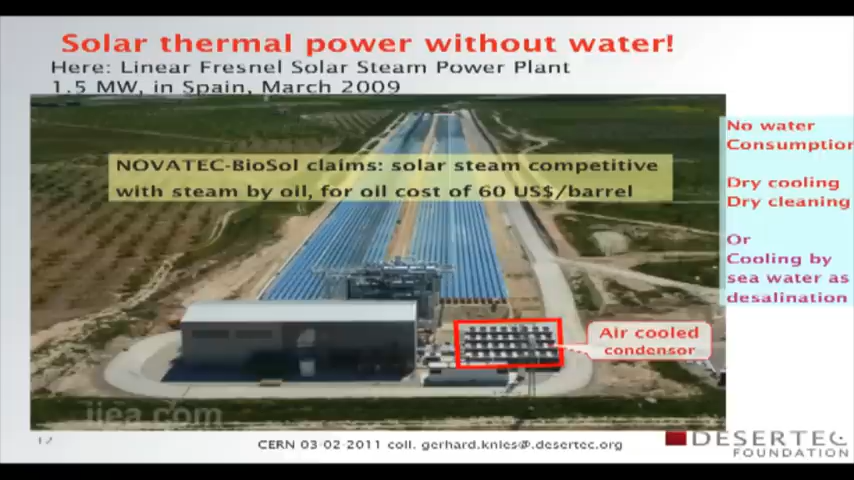 Solar thermal power without water!
Here: Linear Fresnel Solar Steam Power Plant
1.5 MW, in Spain, March 2009
NOVATEC-BioSol claims: solar steam competitive
with steam by oil, for oil cost of 60 US$/barrel
No water
Consumption
Dry cooling
Dry cleaning
Or
Cooling by
sea water as
desalination
Air cooled
condensor
iiea.com
12
CERN 03-02-2011 coll. gerhard.knies@.desertec.org
DESERTEC
FOUNDATION